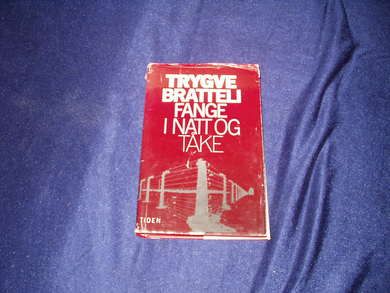 TRYGVE
BRATTELI
FANGE
I NATT OG
TÅKE
TIDEN